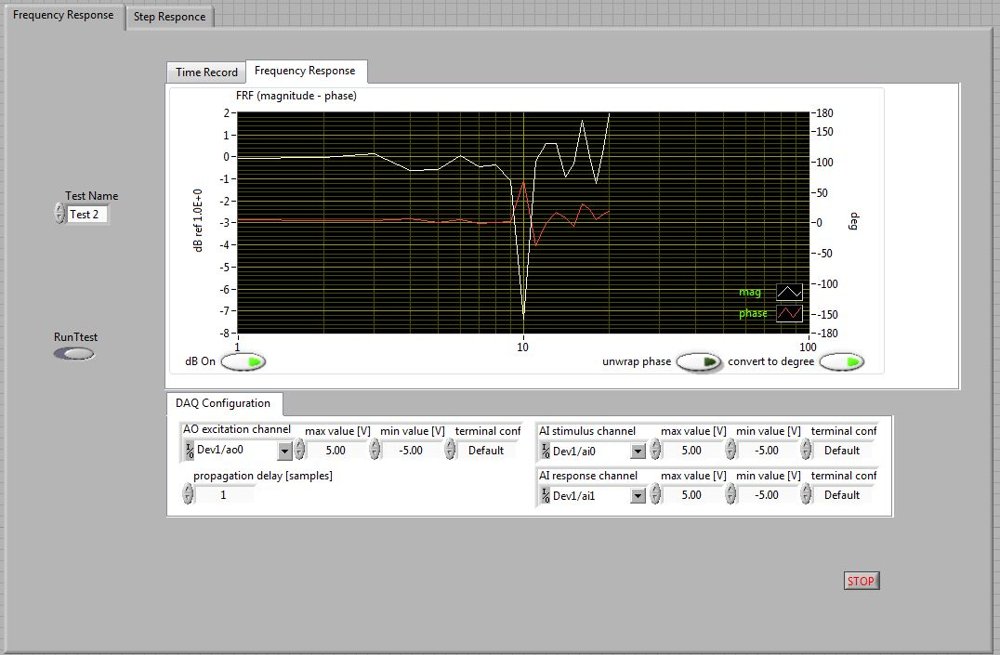 Frequency Response Step Responce
Time Record Frequency Response
FRF (magnitude - phase)
2 180
1 150
0 100
-1
-2 50
-3 0
-4
-5 -50
-6 -100
-7 -150
-8 -180
dB ref 1.0E+0
deg
mag
phase
1 10 100
dB On unwrap phase convert to degree
Test Name
Test 2
RunTtest
DAQ Configuration
AO excitation channel max value [V] min value [V] terminal conf
Dev1/ao0 5.00 -5.00 Default
propagation delay [samples]
1
AI stimulus channel max value [V] min value [V] terminal conf
Dev1/ai0 5.00 -5.00 Default
AI response channel max value [V] min value [V] terminal conf
Dev1/ai1 5.00 -5.00 Default
STOP